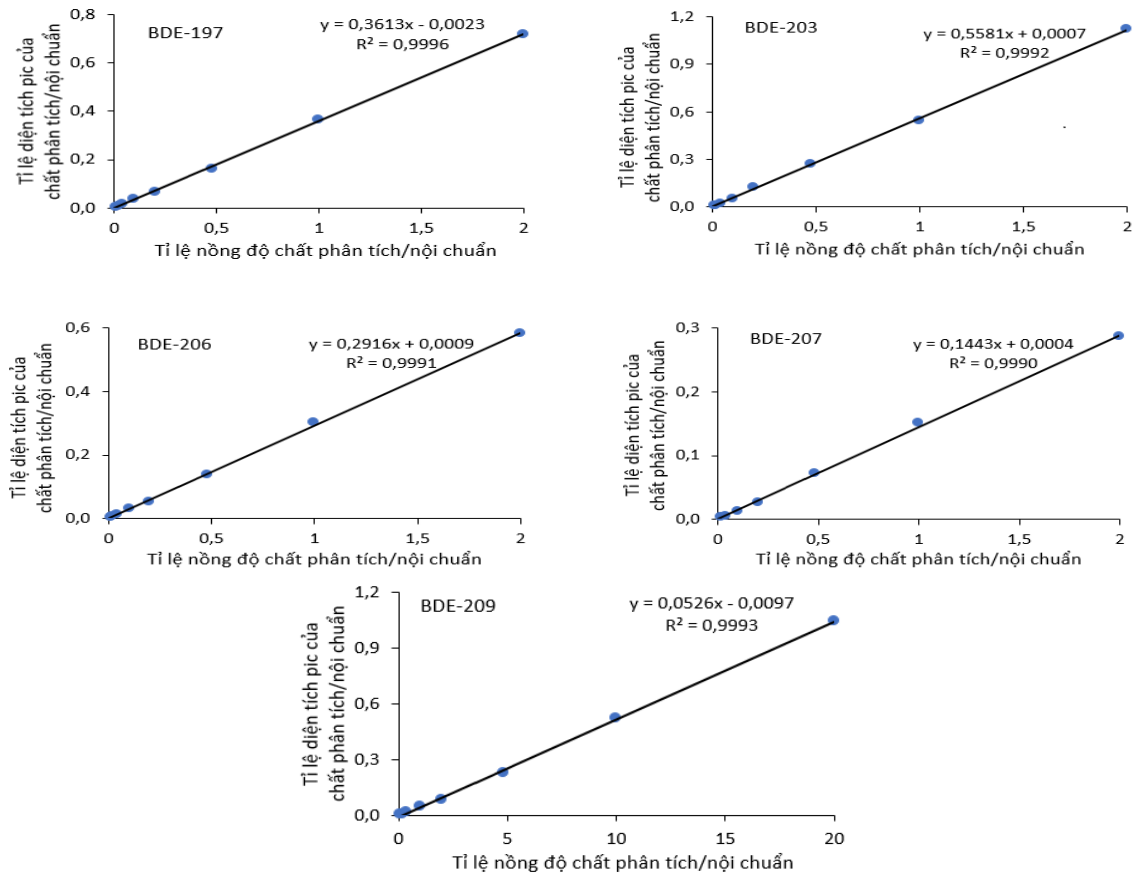 BDE-197
y = 0,3613x - 0,0023
R² = 0,9996
0,8
0,6
0,4
0,2
0,0
0
0,5
1
1,5
2
Tỉ lệ diện tích pic của
chất phân tích/nội chuẩn
Tỉ lệ nồng độ chất phân tích/nội chuẩn
BDE-203
y = 0,5581x + 0,0007
R² = 0,9992
1,2
0,9
0,6
0,3
0,0
0
0,5
1
1,5
2
Tỉ lệ diện tích pic của
chất phân tích/nội chuẩn
Tỉ lệ nồng độ chất phân tích/nội chuẩn
BDE-206
y = 0,2916x + 0,0009
R² = 0,9991
0,6
0,4
0,2
0,0
0
0,5
1
1,5
2
Tỉ lệ diện tích pic của
chất phân tích/nội chuẩn
Tỉ lệ nồng độ chất phân tích/nội chuẩn
BDE-207
y = 0,1443x + 0,0004
R² = 0,9990
0,3
0,2
0,1
0,0
0
0,5
1
1,5
2
Tỉ lệ diện tích pic của
chất phân tích/nội chuẩn
Tỉ lệ nồng độ chất phân tích/nội chuẩn
BDE-209
y = 0,0526x - 0,0097
R² = 0,9993
1,2
0,9
0,6
0,3
0,0
0
5
10
15
20
Tỉ lệ diện tích pic của
chất phân tích/nội chuẩn
Tỉ lệ nồng độ chất phân tích/nội chuẩn